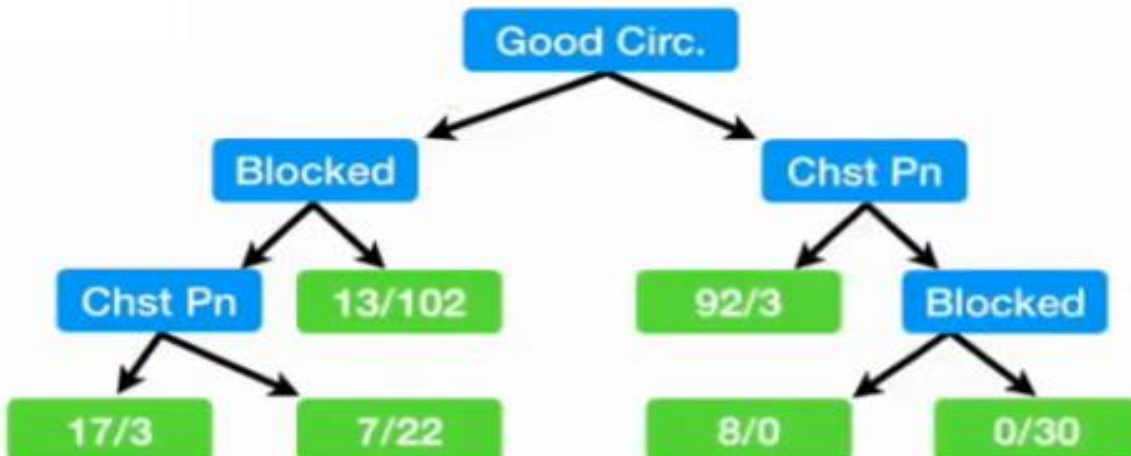 Good Circ.
Blocked
Chst Pn
Chst Pn
13/102
92/3
Blocked
17/3
7/22
8/0
0/30